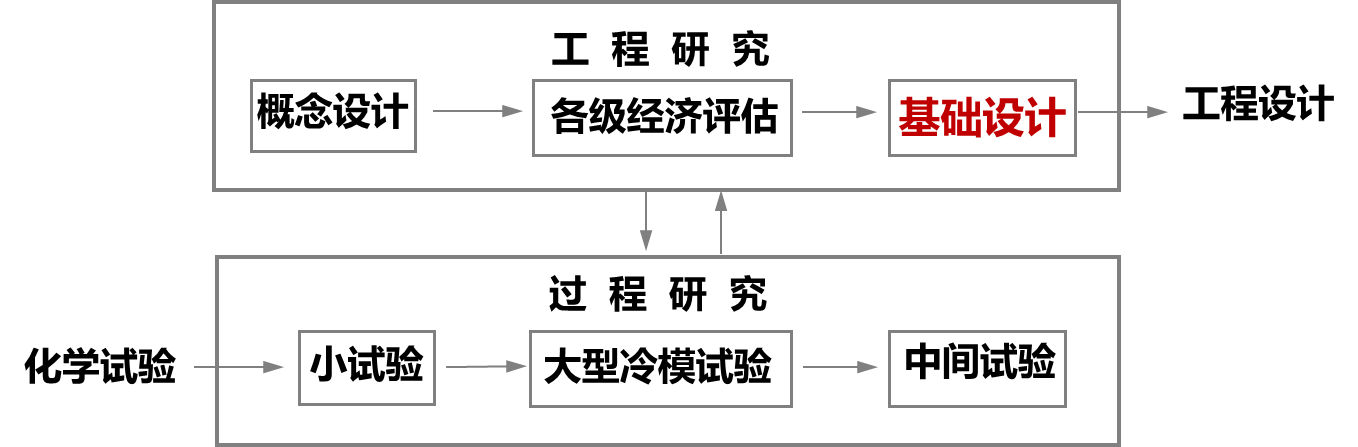 工程研究
概念设计
各级经济评估
基础设计
工程设计
过程研究
化学试验
小试验
大型冷模试验
中间试验